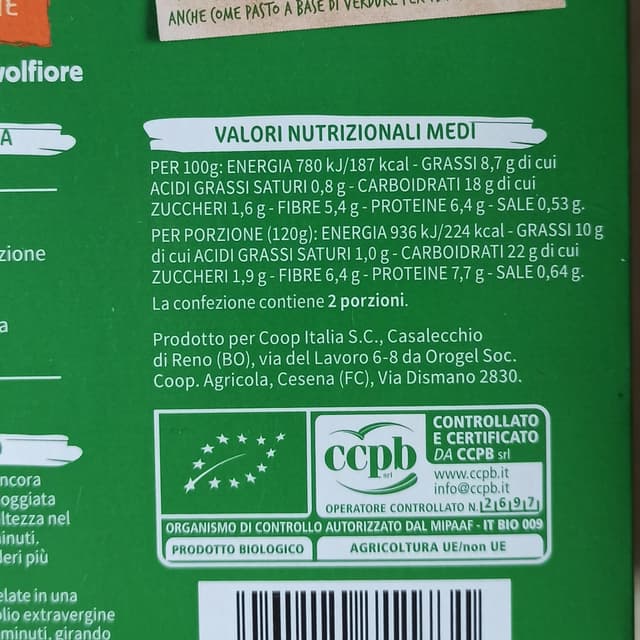 ANCHE COME PASTO A BASE DI VERDURE PER
volfiore
A
VALORI NUTRIZIONALI MEDI
PER 100g: ENERGIA 780 kJ/187 kcal - GRASSI 8,7 g di cui
ACIDI GRASSI SATURI 0,8 g - CARBOIDRATI 18 g di cui
ZUCCHERI 1,6 g - FIBRE 5,4 g - PROTEINE 6,4 g - SALE 0,53 g.
PER PORZIONE (120g): ENERGIA 936 kJ/224 kcal - GRASSI 10 g
di cui ACIDI GRASSI SATURI 1,0 g - CARBOIDRATI 22 g di cui
ZUCCHERI 1,9 g - FIBRE 6,4 g - PROTEINE 7,7 g - SALE 0,64 g.
La confezione contiene 2 porzioni.
Prodotto per Coop Italia S.C., Casalecchio
di Reno (BO), via del Lavoro 6-8 da Orogel Soc.
Coop. Agricola, Cesena (FC), Via Dismano 2830.
zione
a
ccpb
srl
CONTROLLATO
E CERTIFICATO
DA CCPB srl
www.ccpb.it
info@ccpb.it
OPERATORE CONTROLLATO N. 2697
ORGANISMO DI CONTROLLO AUTORIZZATO DAL MIPAAF - IT BIO 009
PRODOTTO BIOLOGICO
AGRICOLTURA UE/non UE
ncora
oggiata
ltezza nel
inuti.
deri più
elate in una
olio extravergine
minuti, girando